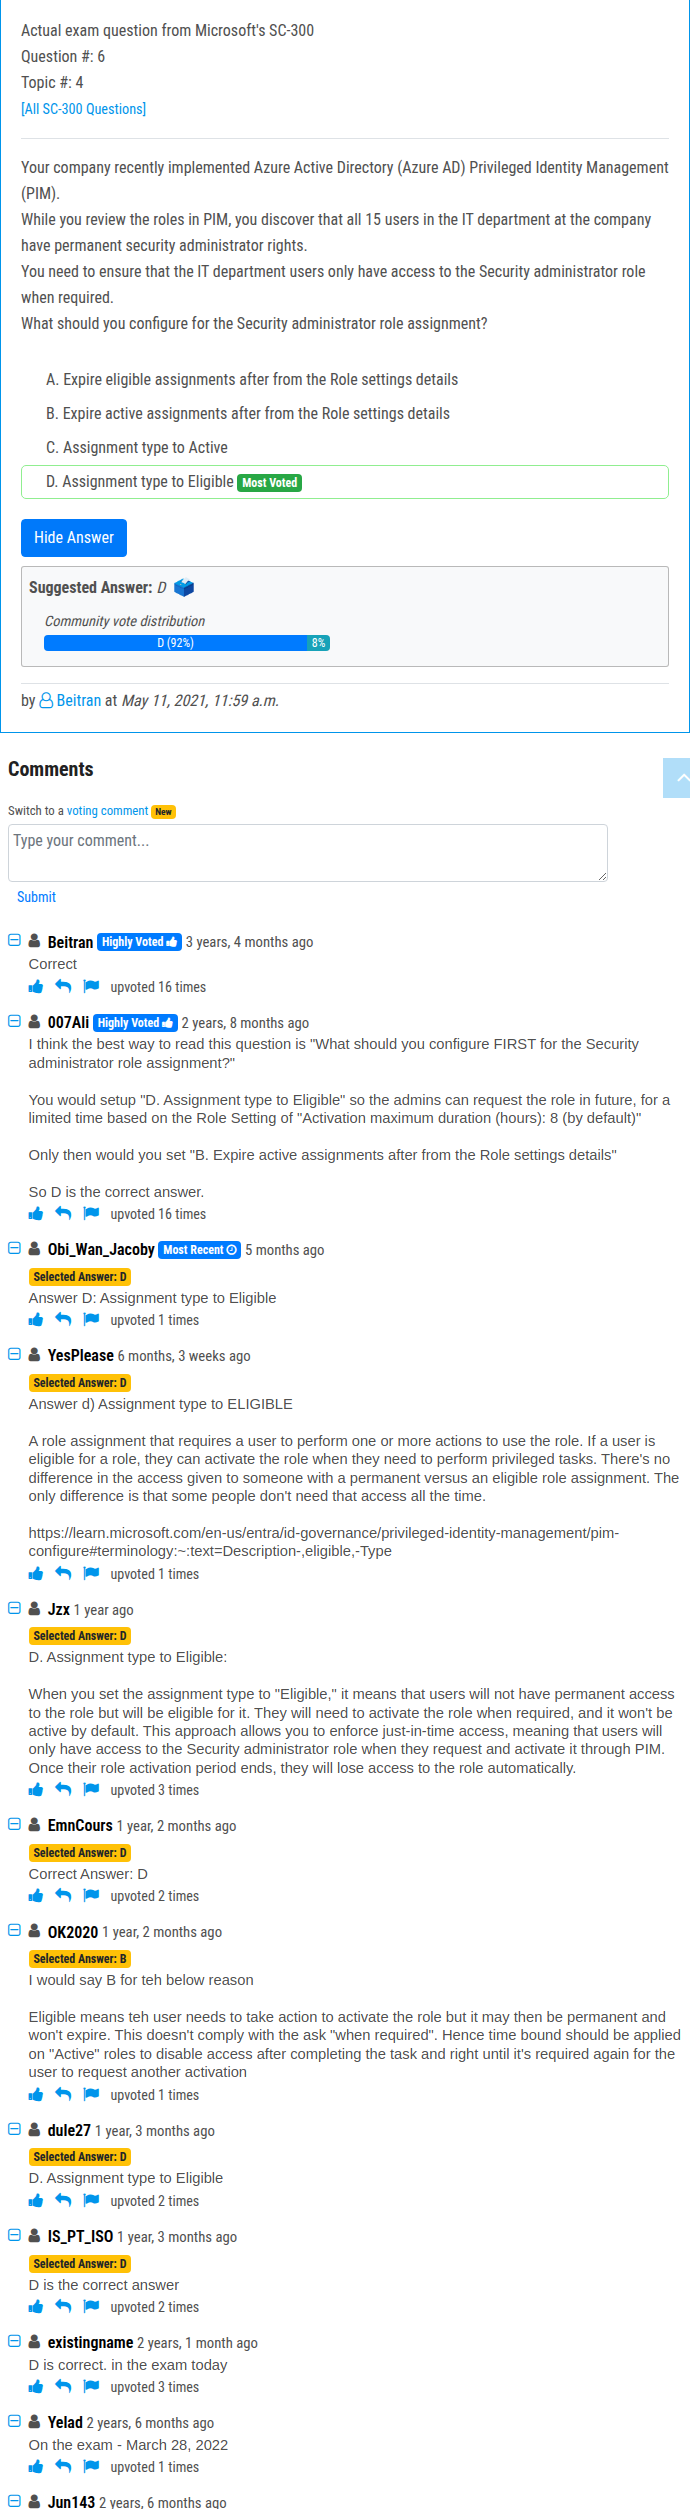 Actual exam question from Microsoft's SC-300
Question #: 6
Topic #: 4
[All SC-300 Questions]
Your company recently implemented Azure Active Directory (Azure AD) Privileged Identity Management
(PIM).
While you review the roles in PIM, you discover that all 15 users in the IT department at the company
have permanent security administrator rights.
You need to ensure that the IT department users only have access to the Security administrator role
when required.
What should you configure for the Security administrator role assignment?
A. Expire eligible assignments after from the Role settings details
B. Expire active assignments after from the Role settings details
C. Assignment type to Active
D. Assignment type to Eligible Most Voted
Hide Answer
Suggested Answer: D
Community vote distribution
D (92%) 8%
by Beitran at May 11, 2021, 11:59 a.m.
Comments
Switch to a voting comment New
Type your comment...
Submit
Beitran Highly Voted 3 years, 4 months ago
Correct
upvoted 16 times
007Ali Highly Voted 2 years, 8 months ago
I think the best way to read this question is "What should you configure FIRST for the Security
administrator role assignment?"
You would setup "D. Assignment type to Eligible" so the admins can request the role in future, for a
limited time based on the Role Setting of "Activation maximum duration (hours): 8 (by default)"
Only then would you set "B. Expire active assignments after from the Role settings details"
So D is the correct answer.
upvoted 16 times
Obi_Wan_Jacoby Most Recent 5 months ago
Selected Answer: D
Answer D: Assignment type to Eligible
upvoted 1 times
YesPlease 6 months, 3 weeks ago
Selected Answer: D
Answer d) Assignment type to ELIGIBLE
A role assignment that requires a user to perform one or more actions to use the role. If a user is
eligible for a role, they can activate the role when they need to perform privileged tasks. There's no
difference in the access given to someone with a permanent versus an eligible role assignment. The
only difference is that some people don't need that access all the time.
https://learn.microsoft.com/en-us/entra/id-governance/privileged-identity-management/pim-
configure#terminology:~:text=Description-,eligible,-Type
upvoted 1 times
Jzx 1 year ago
Selected Answer: D
D. Assignment type to Eligible:
When you set the assignment type to "Eligible," it means that users will not have permanent access
to the role but will be eligible for it. They will need to activate the role when required, and it won't be
active by default. This approach allows you to enforce just-in-time access, meaning that users will
only have access to the Security administrator role when they request and activate it through PIM.
Once their role activation period ends, they will lose access to the role automatically.
upvoted 3 times
EmnCours 1 year, 2 months ago
Selected Answer: D
Correct Answer: D
upvoted 2 times
OK2020 1 year, 2 months ago
Selected Answer: B
I would say B for teh below reason
Eligible means teh user needs to take action to activate the role but it may then be permanent and
won't expire. This doesn't comply with the ask "when required". Hence time bound should be applied
on "Active" roles to disable access after completing the task and right until it's required again for the
user to request another activation
upvoted 1 times
dule27 1 year, 3 months ago
Selected Answer: D
D. Assignment type to Eligible
upvoted 2 times
IS_PT_ISO 1 year, 3 months ago
Selected Answer: D
D is the correct answer
upvoted 2 times
existingname 2 years, 1 month ago
D is correct. in the exam today
upvoted 3 times
Yelad 2 years, 6 months ago
On the exam - March 28, 2022
upvoted 1 times
Jun143 2 years, 6 months ago